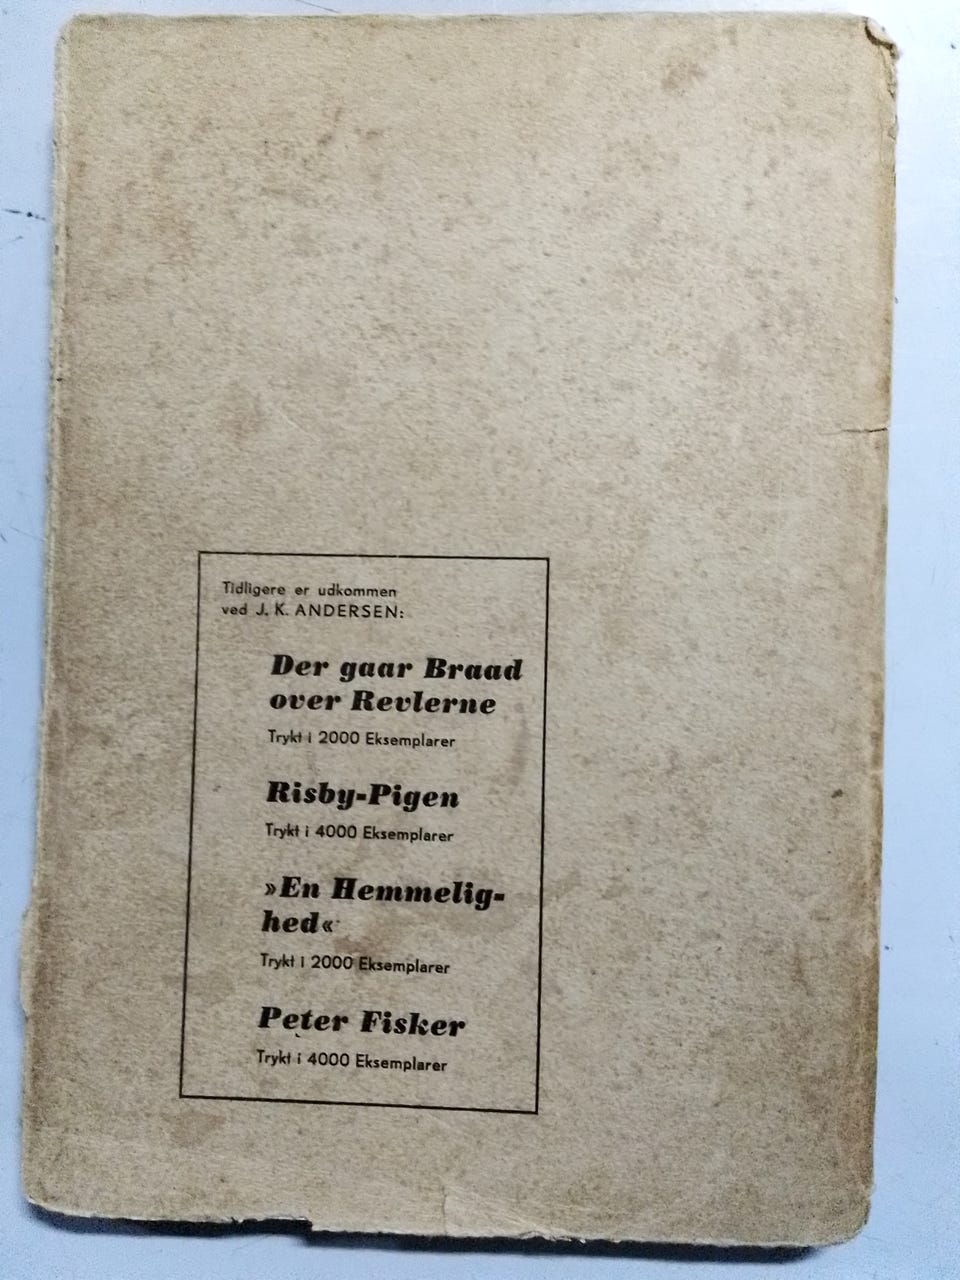 Tidligere er udkommen
ved J. K. ANDERSEN:
Der gaar Braad
over Revlerne
Trykt i 2000 Eksemplarer
Risby-Pigen
Trykt i 4000 Eksemplarer
»En Hemmelig-
hed«
Trykt i 2000 Eksemplarer
Peter Fisker
Trykt i 4000 Eksemplarer